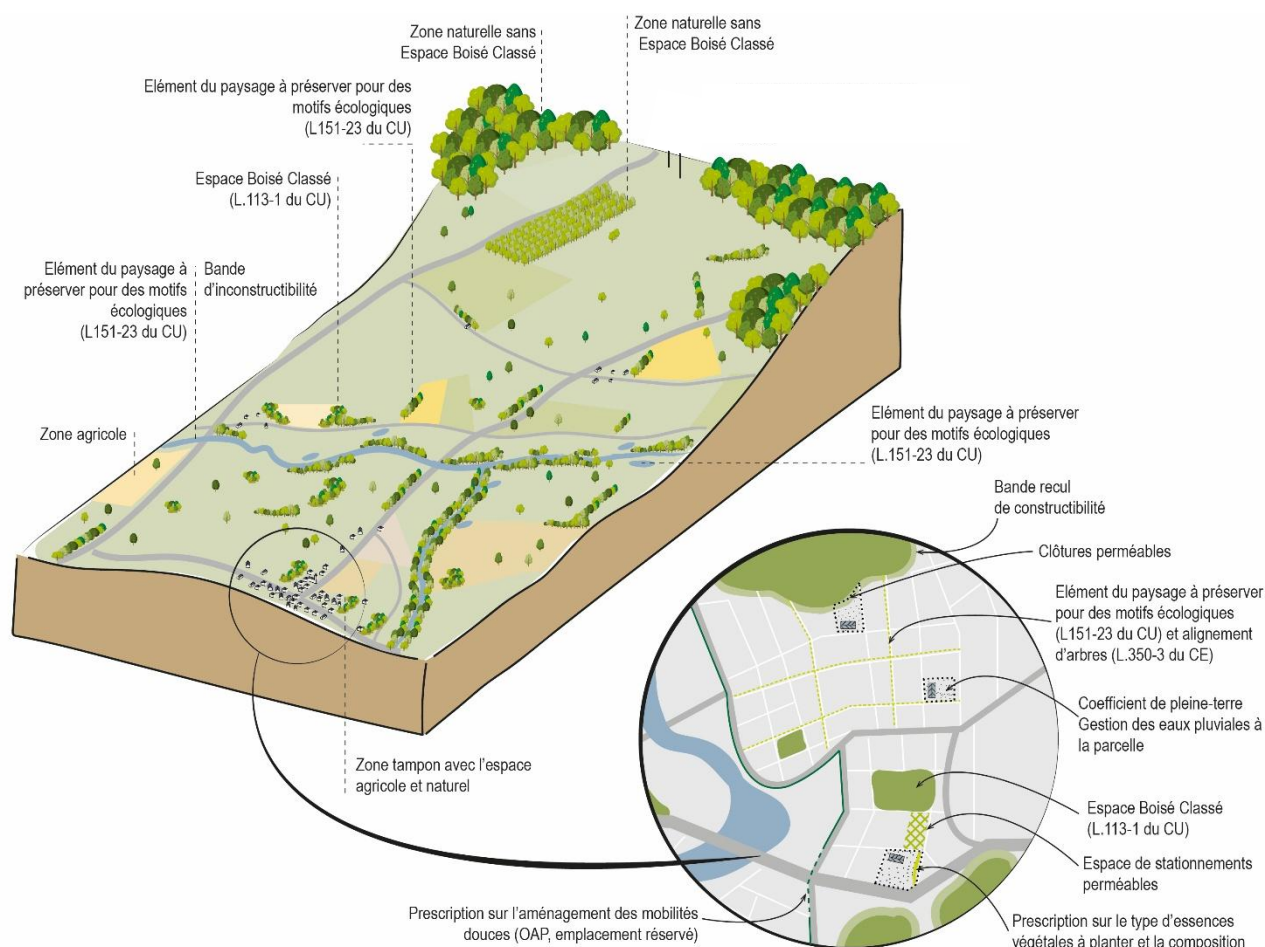 Zone naturelle sans
Espace Boisé Classé
Zone naturelle sans
Espace Boisé Classé
Elément du paysage à préserver pour des
motifs écologiques
(L151-23 du CU)
Espace Boisé Classé
(L.113-1 du CU)
Elément du paysage à
préserver pour des motifs
écologiques
(L151-23 du CU)
Bande
d'inconstructibilité
Zone agricole
Elément du paysage à préserver
pour des motifs écologiques
(L.151-23 du CU)
Bande recul
de constructibilité
Clôtures perméables
Elément du paysage à préserver
pour des motifs écologiques
(L151-23 du CU) et alignement
d'arbres (L.350-3 du CE)
Coefficient de pleine-terre
Gestion des eaux pluviales à
la parcelle
Zone tampon avec l'espace
agricole et naturel
Espace Boisé Classé
(L.113-1 du CU)
Espace de stationnements
perméables
Prescription sur l'aménagement des mobilités
douces (OAP, emplacement réservé)
Prescription sur le type d'essences
végétales à planter et la composition